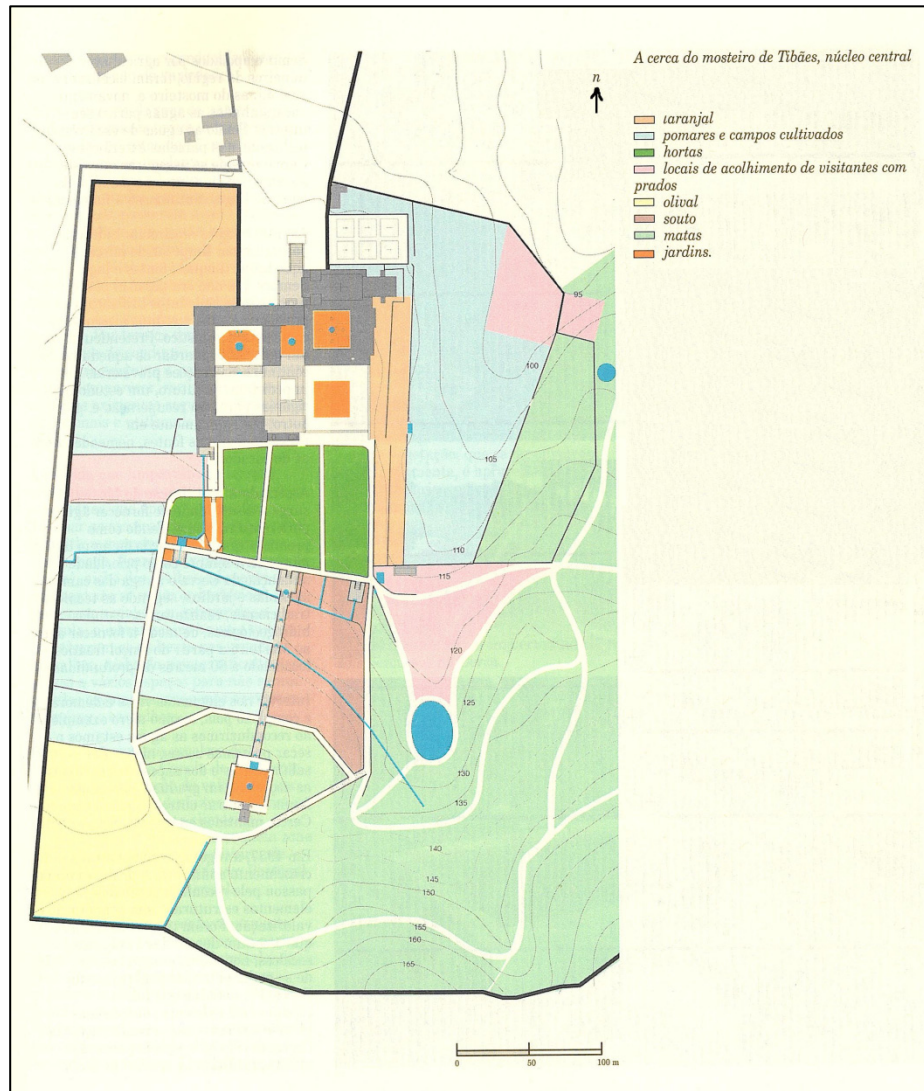 A cerca do mosteiro de Tibães, núcleo central
n
laranjal
pomares e campos cultivados
hortas
locais de acolhimento de visitantes com
prados
olival
souto
matas
jardins.
95
100
105
110
115
120
125
130
135
140
145
150
155
160
165
0 50 100 m